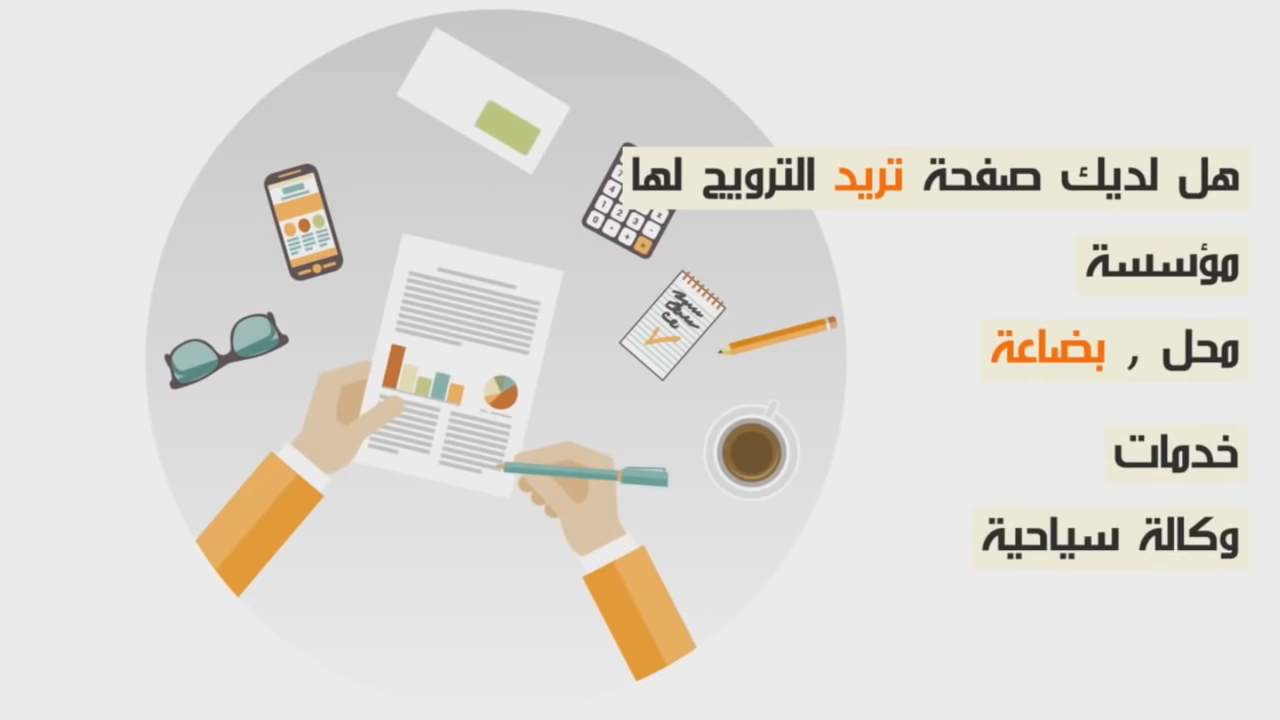 هل لديك صفحة تريد الترويج لها
مؤسسة
محل , بضاعة
خدمات
وكالة سياحية